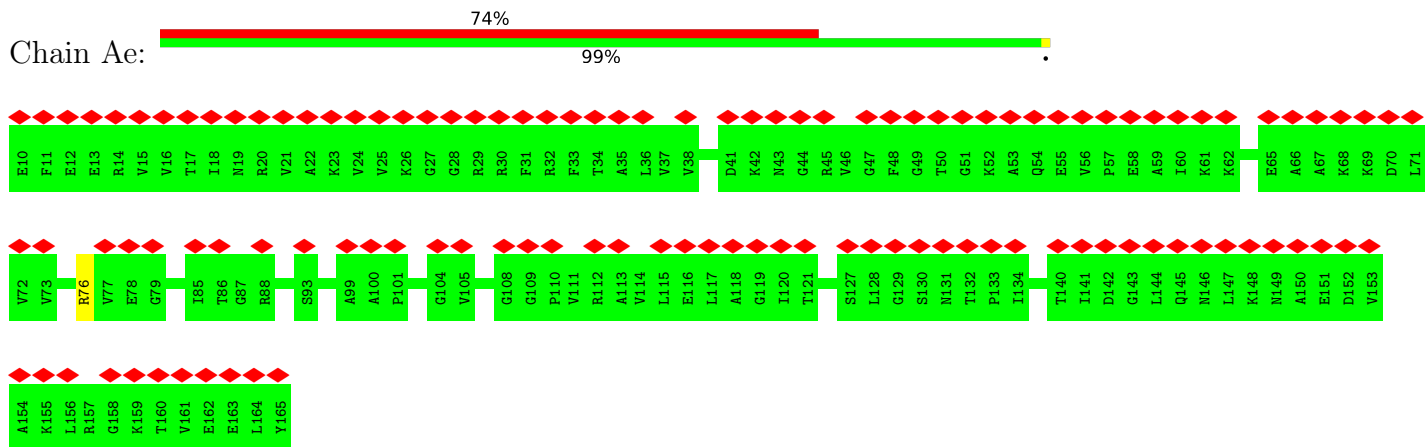 74%
Chain Ae:
99%
•
E10 F11 E12 E13 R14 V15 V16 T17 I18 N19 R20 V21 A22 K23 V24 V25 K26 G27 G28 R29 R30 F31 R32 F33 T34 A35 L36 V37 V38 D41 K42 N43 G44 R45 V46 G47 F48 G49 T50 G51 K52 A53 Q54 E55 V56 P57 E58 A59 I60 K61 K62 E65 A66 A67 K68 K69 D70 L71
V72 V73 R76 V77 E78 G79 I85 T86 G87 R88 S93 A99 A100 P101 G104 V105 G108 G109 P110 V111 R112 A113 V114 L115 E116 L117 A118 G119 I120 T121 S127 L128 G129 S130 N131 T132 P133 I134 T140 I141 D142 G143 L144 Q145 N146 L147 K148 N149 A150 E151 D152 V153
A154 K155 L156 R157 G158 K159 T160 V161 E162 E163 L164 Y165